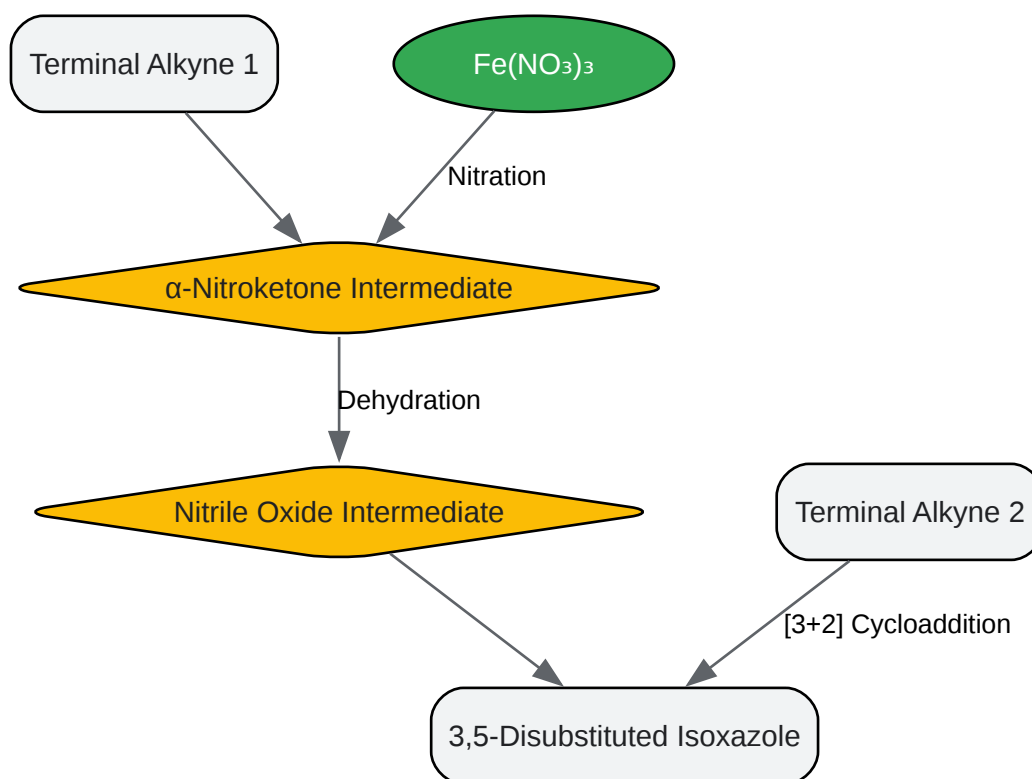 Terminal Alkyne 1
Fe(NO₃)₃
Nitration
α-Nitroketone Intermediate
Dehydration
Nitrile Oxide Intermediate
Terminal Alkyne 2
[3+2] Cycloaddition
3,5-Disubstituted Isoxazole